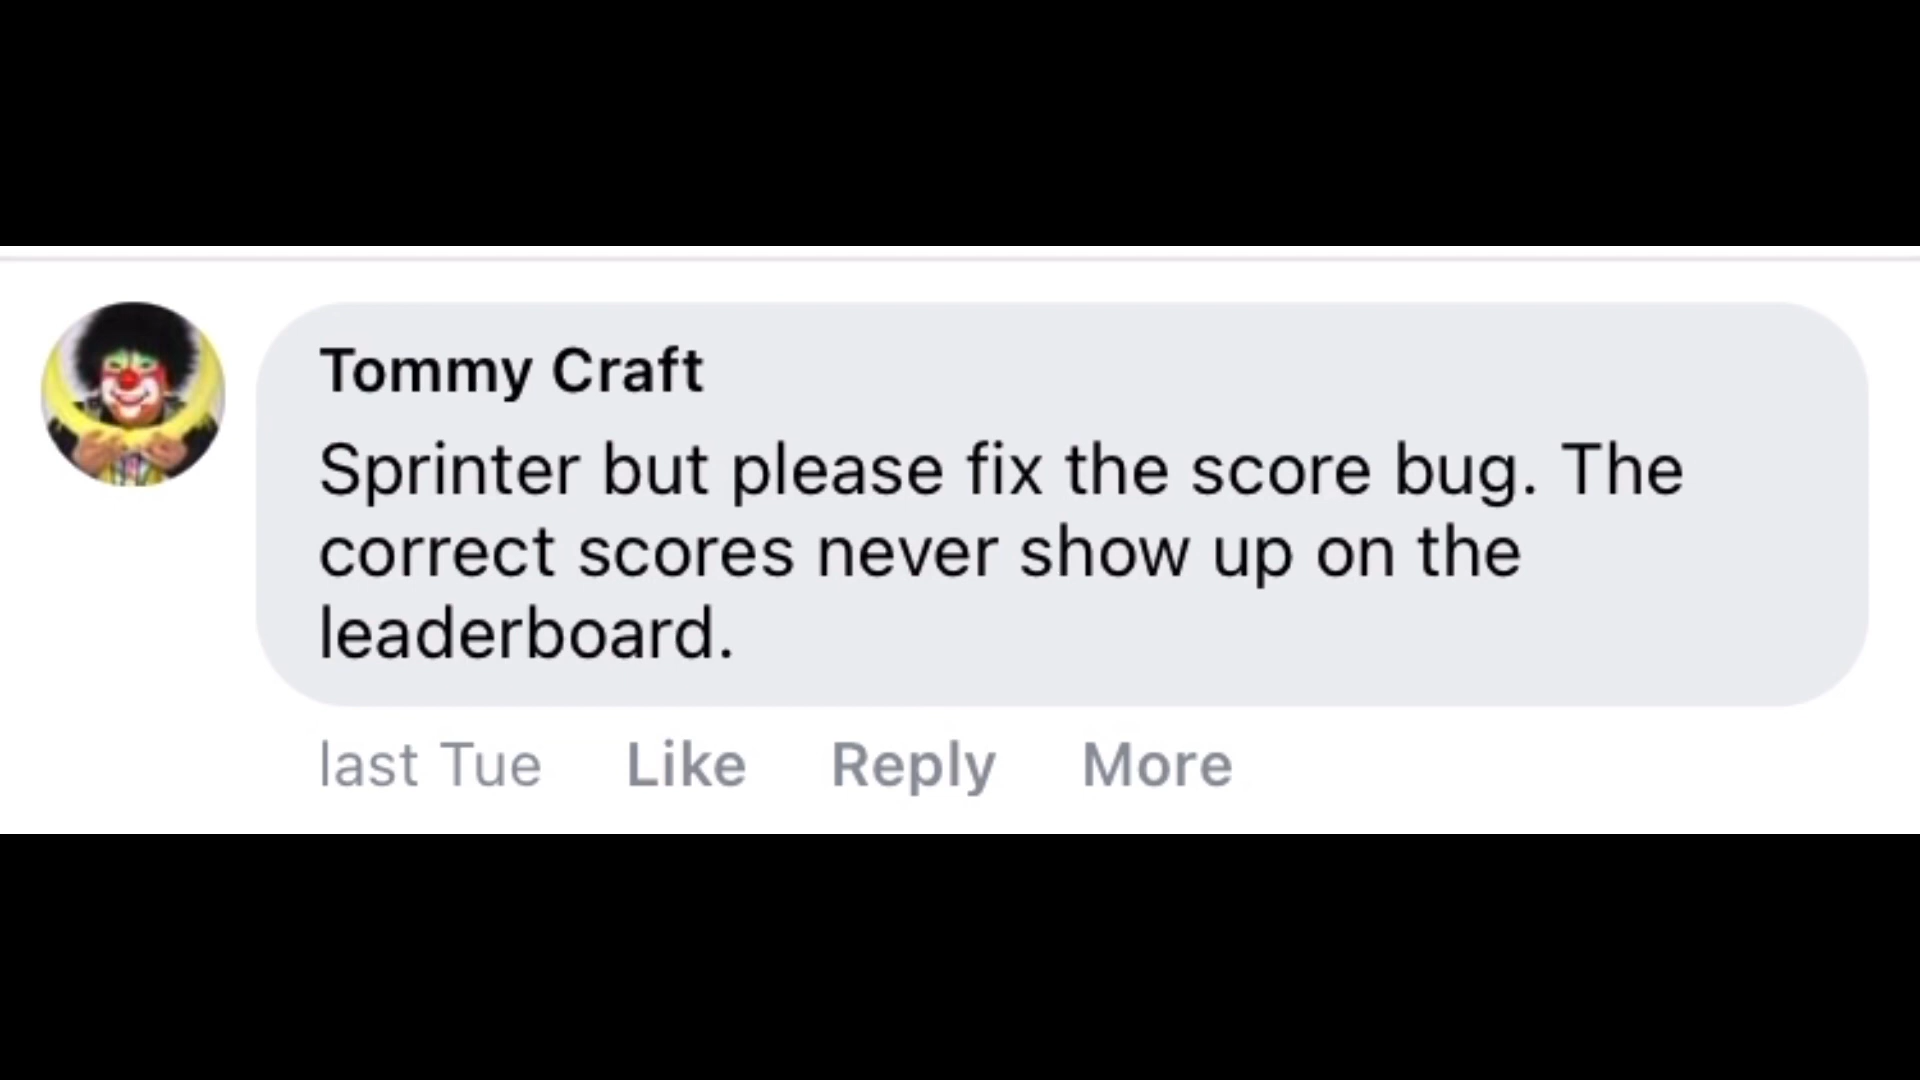 Tommy Craft
Sprinter but please fix the score bug. The
correct scores never show up on the
leaderboard.
last Tue Like Reply More